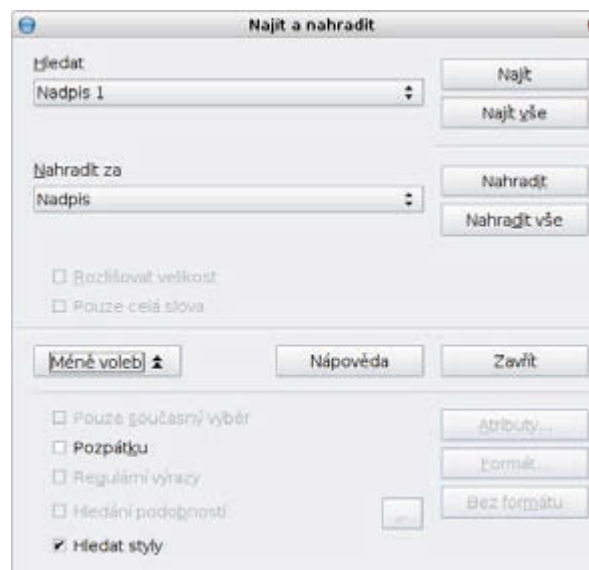 Najít a nahradit
Hledat
Nadpis 1
Najít
Najít vše
Nahradit za
Nadpis
Nahradit
Nahradit vše
Rozlišovat velikost
Pouze celá slova
Méně voleb
Nápověda
Zavřít
Pouze současný výběr
Atributy...
Pozpátku
Formát...
Regulární výrazy
Hledání podobností
...
Bez formátu
Hledat styly